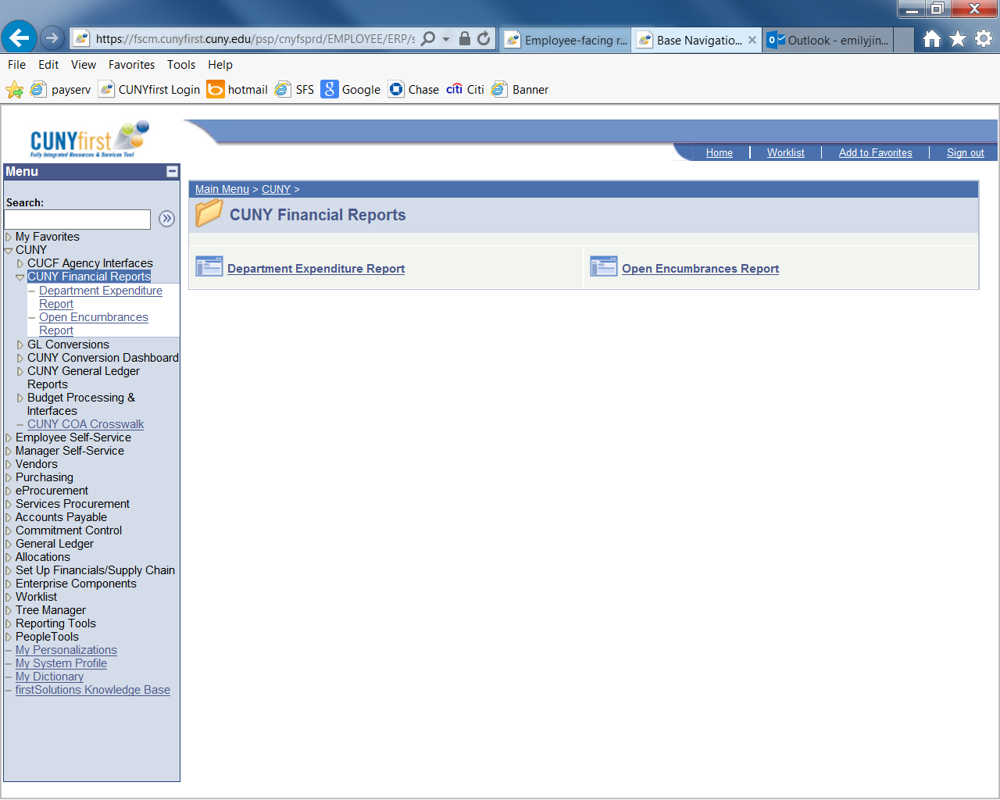 https://fscm.cunyfirst.cuny.edu/psp/cnyfsprd/EMPLOYEE/ERP/s
Employee-facing r...
Base Navigatio...
Outlook - emilyjin...
File Edit View Favorites Tools Help
payserv CUNYfirst Login hotmail SFS Google Chase citi Citi Banner
CUNYfirst
Fully Integrated Resources & Services Tool
Home Worklist Add to Favorites Sign out
Menu
Search:
My Favorites
CUNY
CUCF Agency Interfaces
CUNY Financial Reports
Department Expenditure
Report
Open Encumbrances
Report
GL Conversions
CUNY Conversion Dashboard
CUNY General Ledger
Reports
Budget Processing &
Interfaces
CUNY COA Crosswalk
Employee Self-Service
Manager Self-Service
Vendors
Purchasing
eProcurement
Services Procurement
Accounts Payable
Commitment Control
General Ledger
Allocations
Set Up Financials/Supply Chain
Enterprise Components
Worklist
Tree Manager
Reporting Tools
PeopleTools
My Personalizations
My System Profile
My Dictionary
firstSolutions Knowledge Base
Main Menu > CUNY >
CUNY Financial Reports
Department Expenditure Report
Open Encumbrances Report